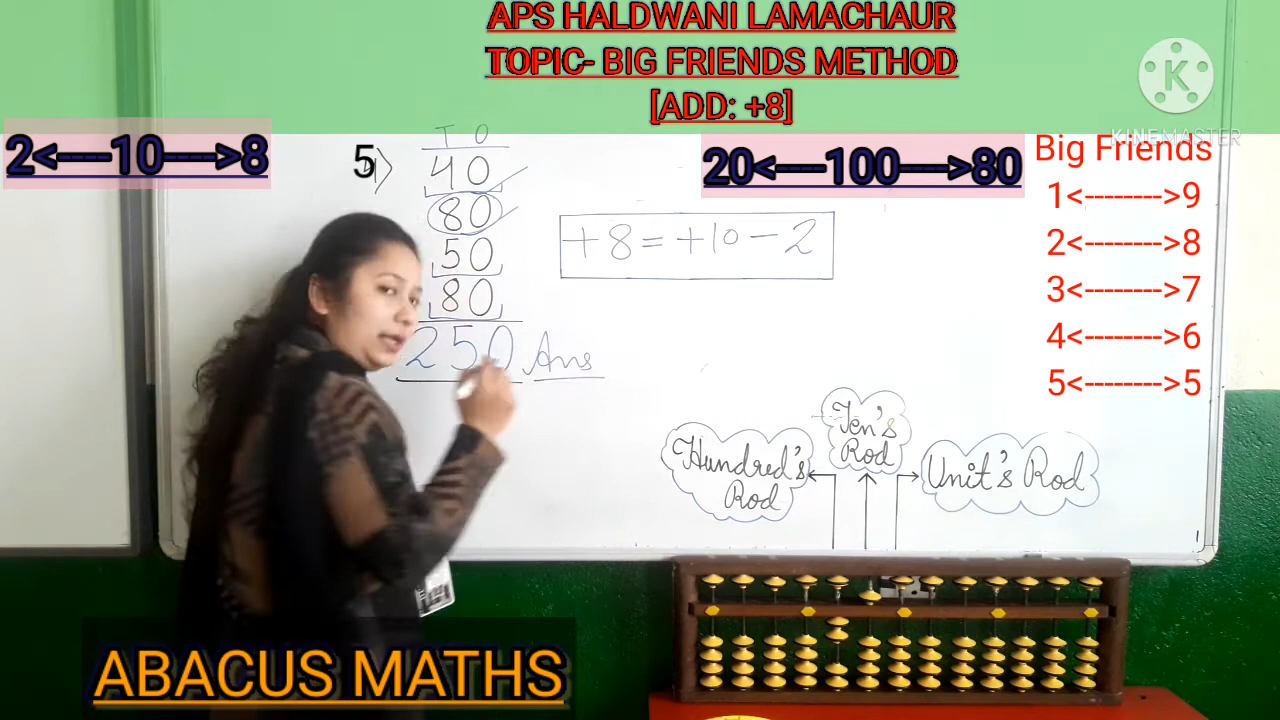 APS HALDWANI LAMACHAUR
TOPIC- BIG FRIENDS METHOD
[ADD: +8]
KINEMASTER
2<----10---->8
5
T O
40
80
50
80
250 Ans
+8 = +10 - 2
20<----100---->80
Big Friends
1<-------->9
2<-------->8
3<-------->7
4<-------->6
5<-------->5
Hundred's
Rod
Ten's
Rod
Unit's Rod
ABACUS MATHS